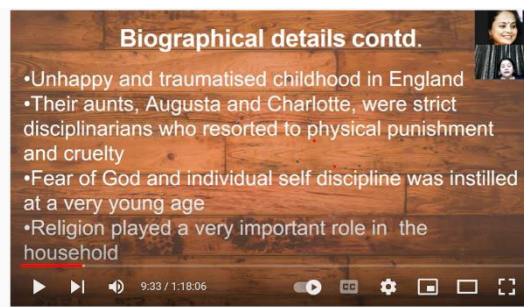 Biographical details contd.
•Unhappy and traumatised childhood in England
•Their aunts, Augusta and Charlotte, were strict
disciplinarians who resorted to physical punishment
and cruelty
•Fear of God and individual self discipline was instilled
at a very young age
•Religion played a very important role in  the
household
9:33 / 1:18:06
CC